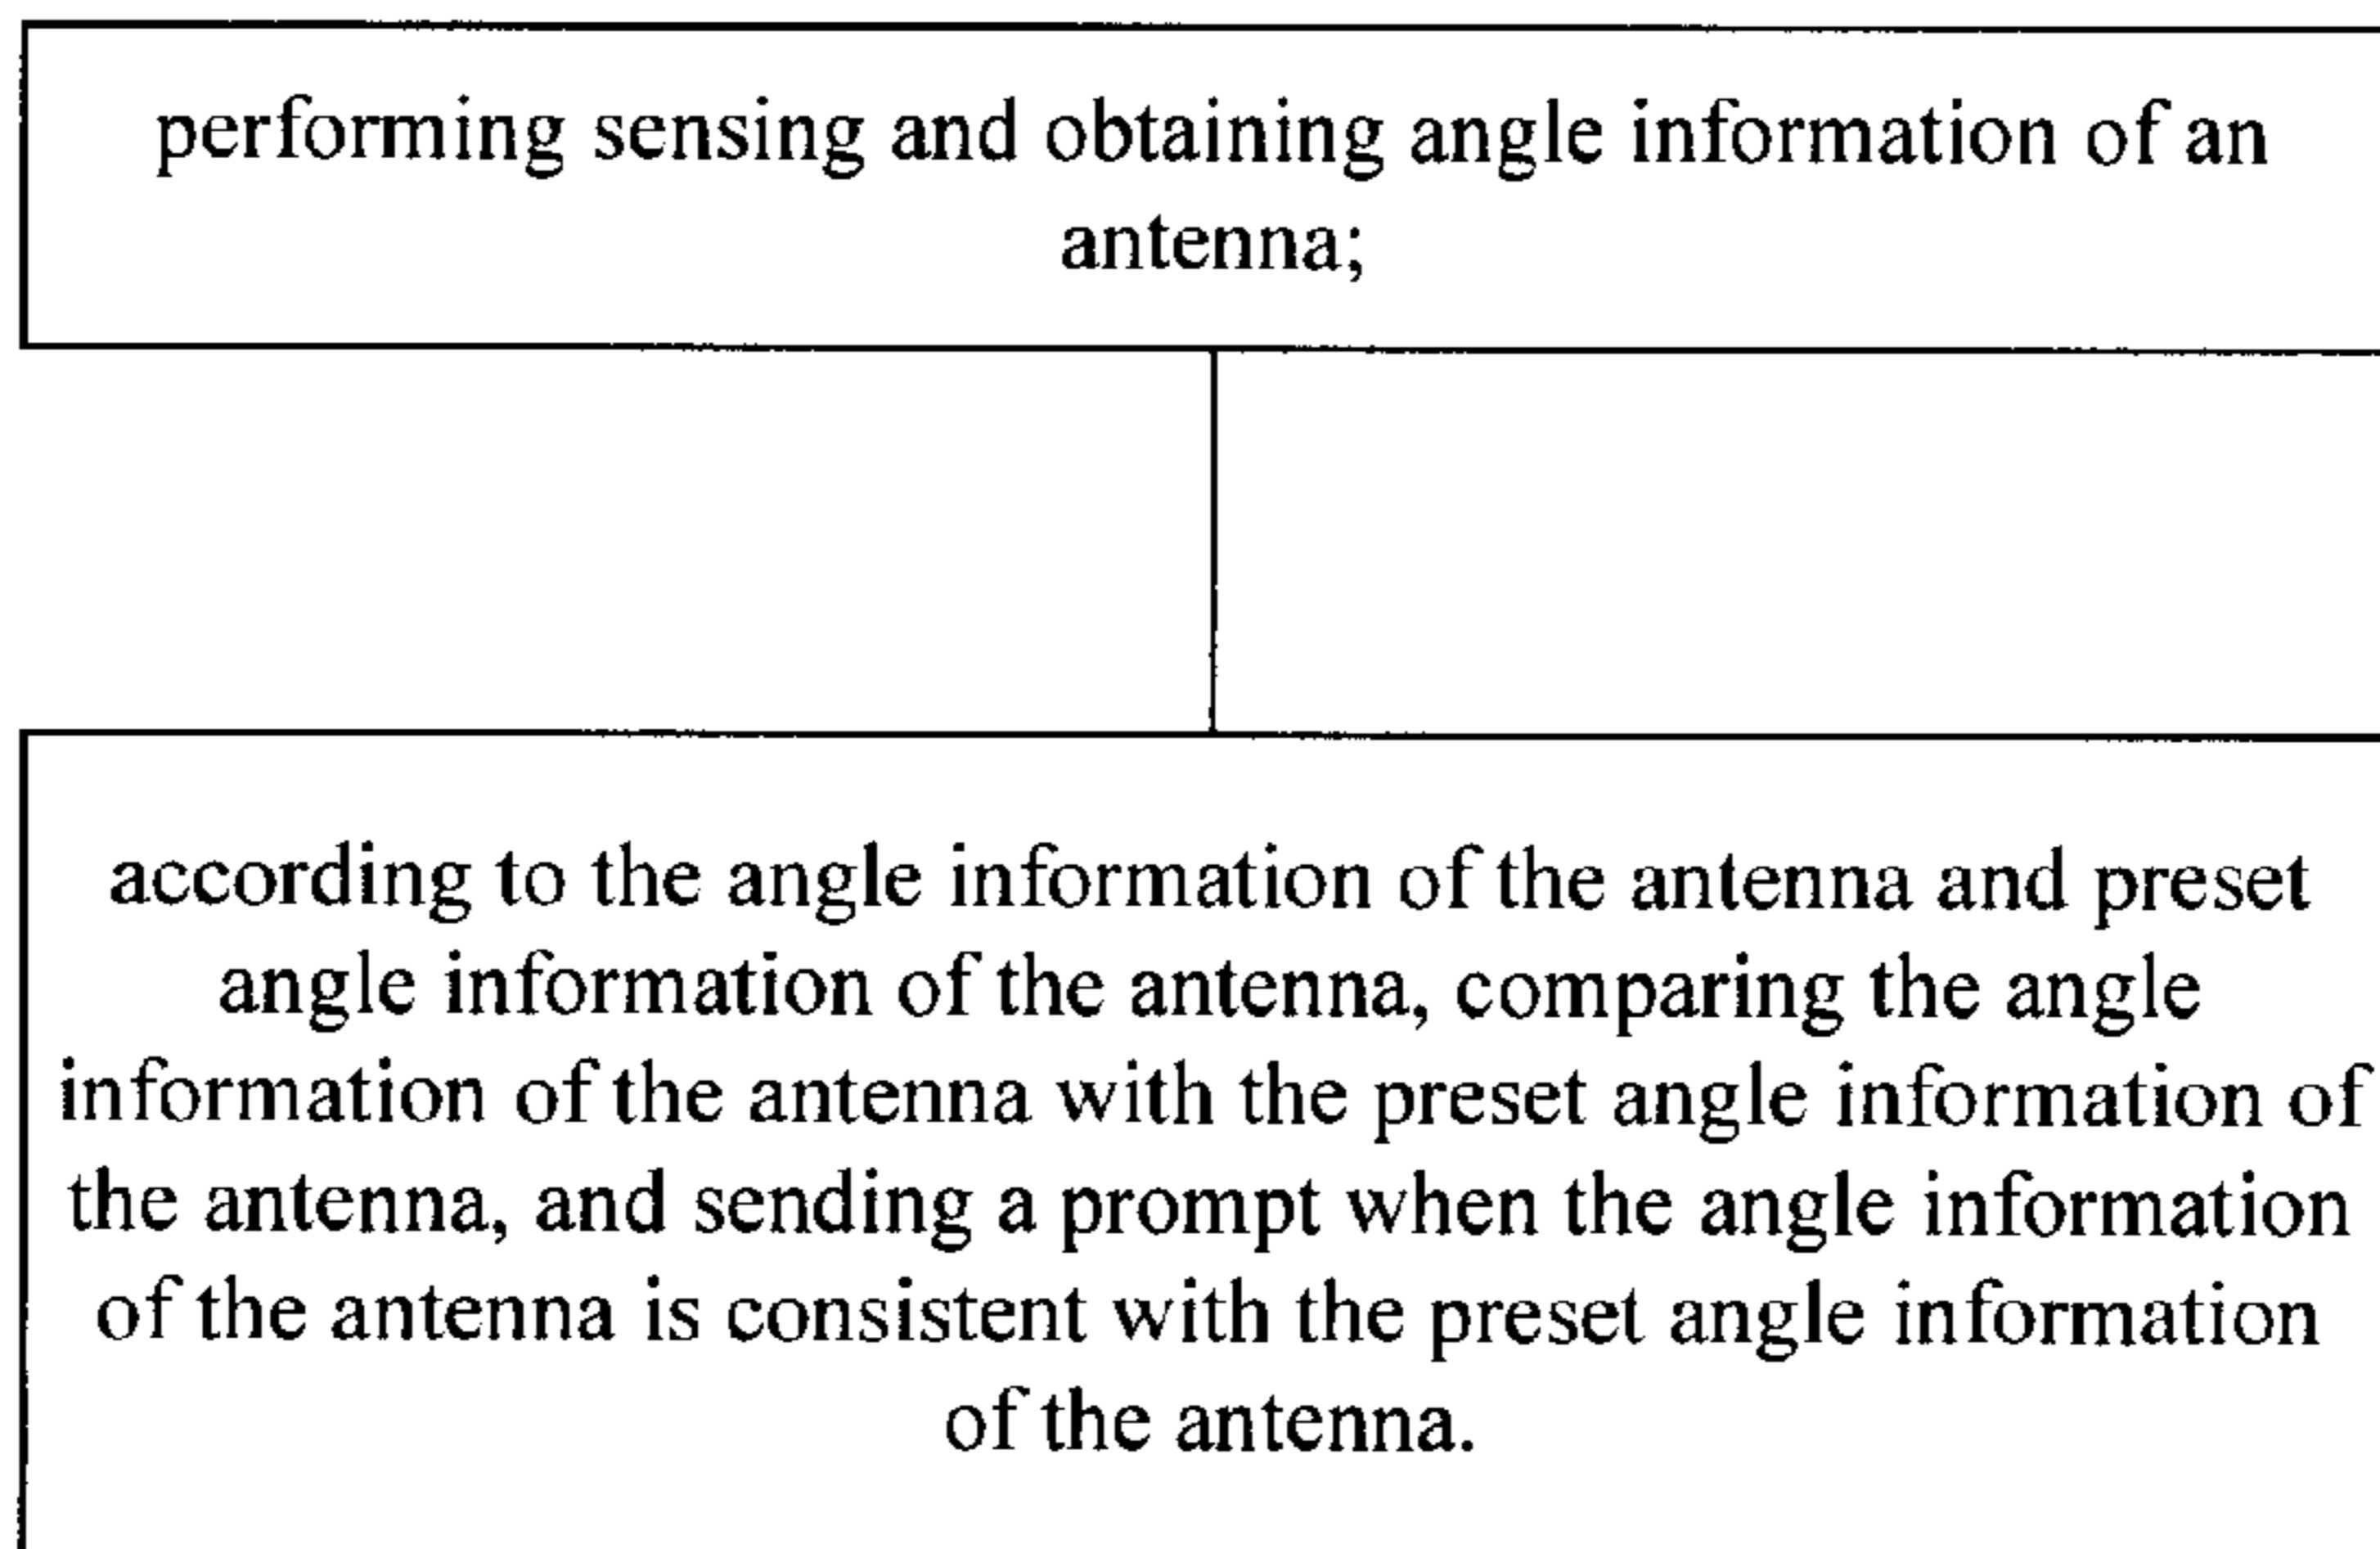 performing sensing and obtaining angle information of an
antenna;
according to the angle information of the antenna and preset
angle information of the antenna, comparing the angle
information of the antenna with the preset angle information of
the antenna, and sending a prompt when the angle information
of the antenna is consistent with the preset angle information
of the antenna.